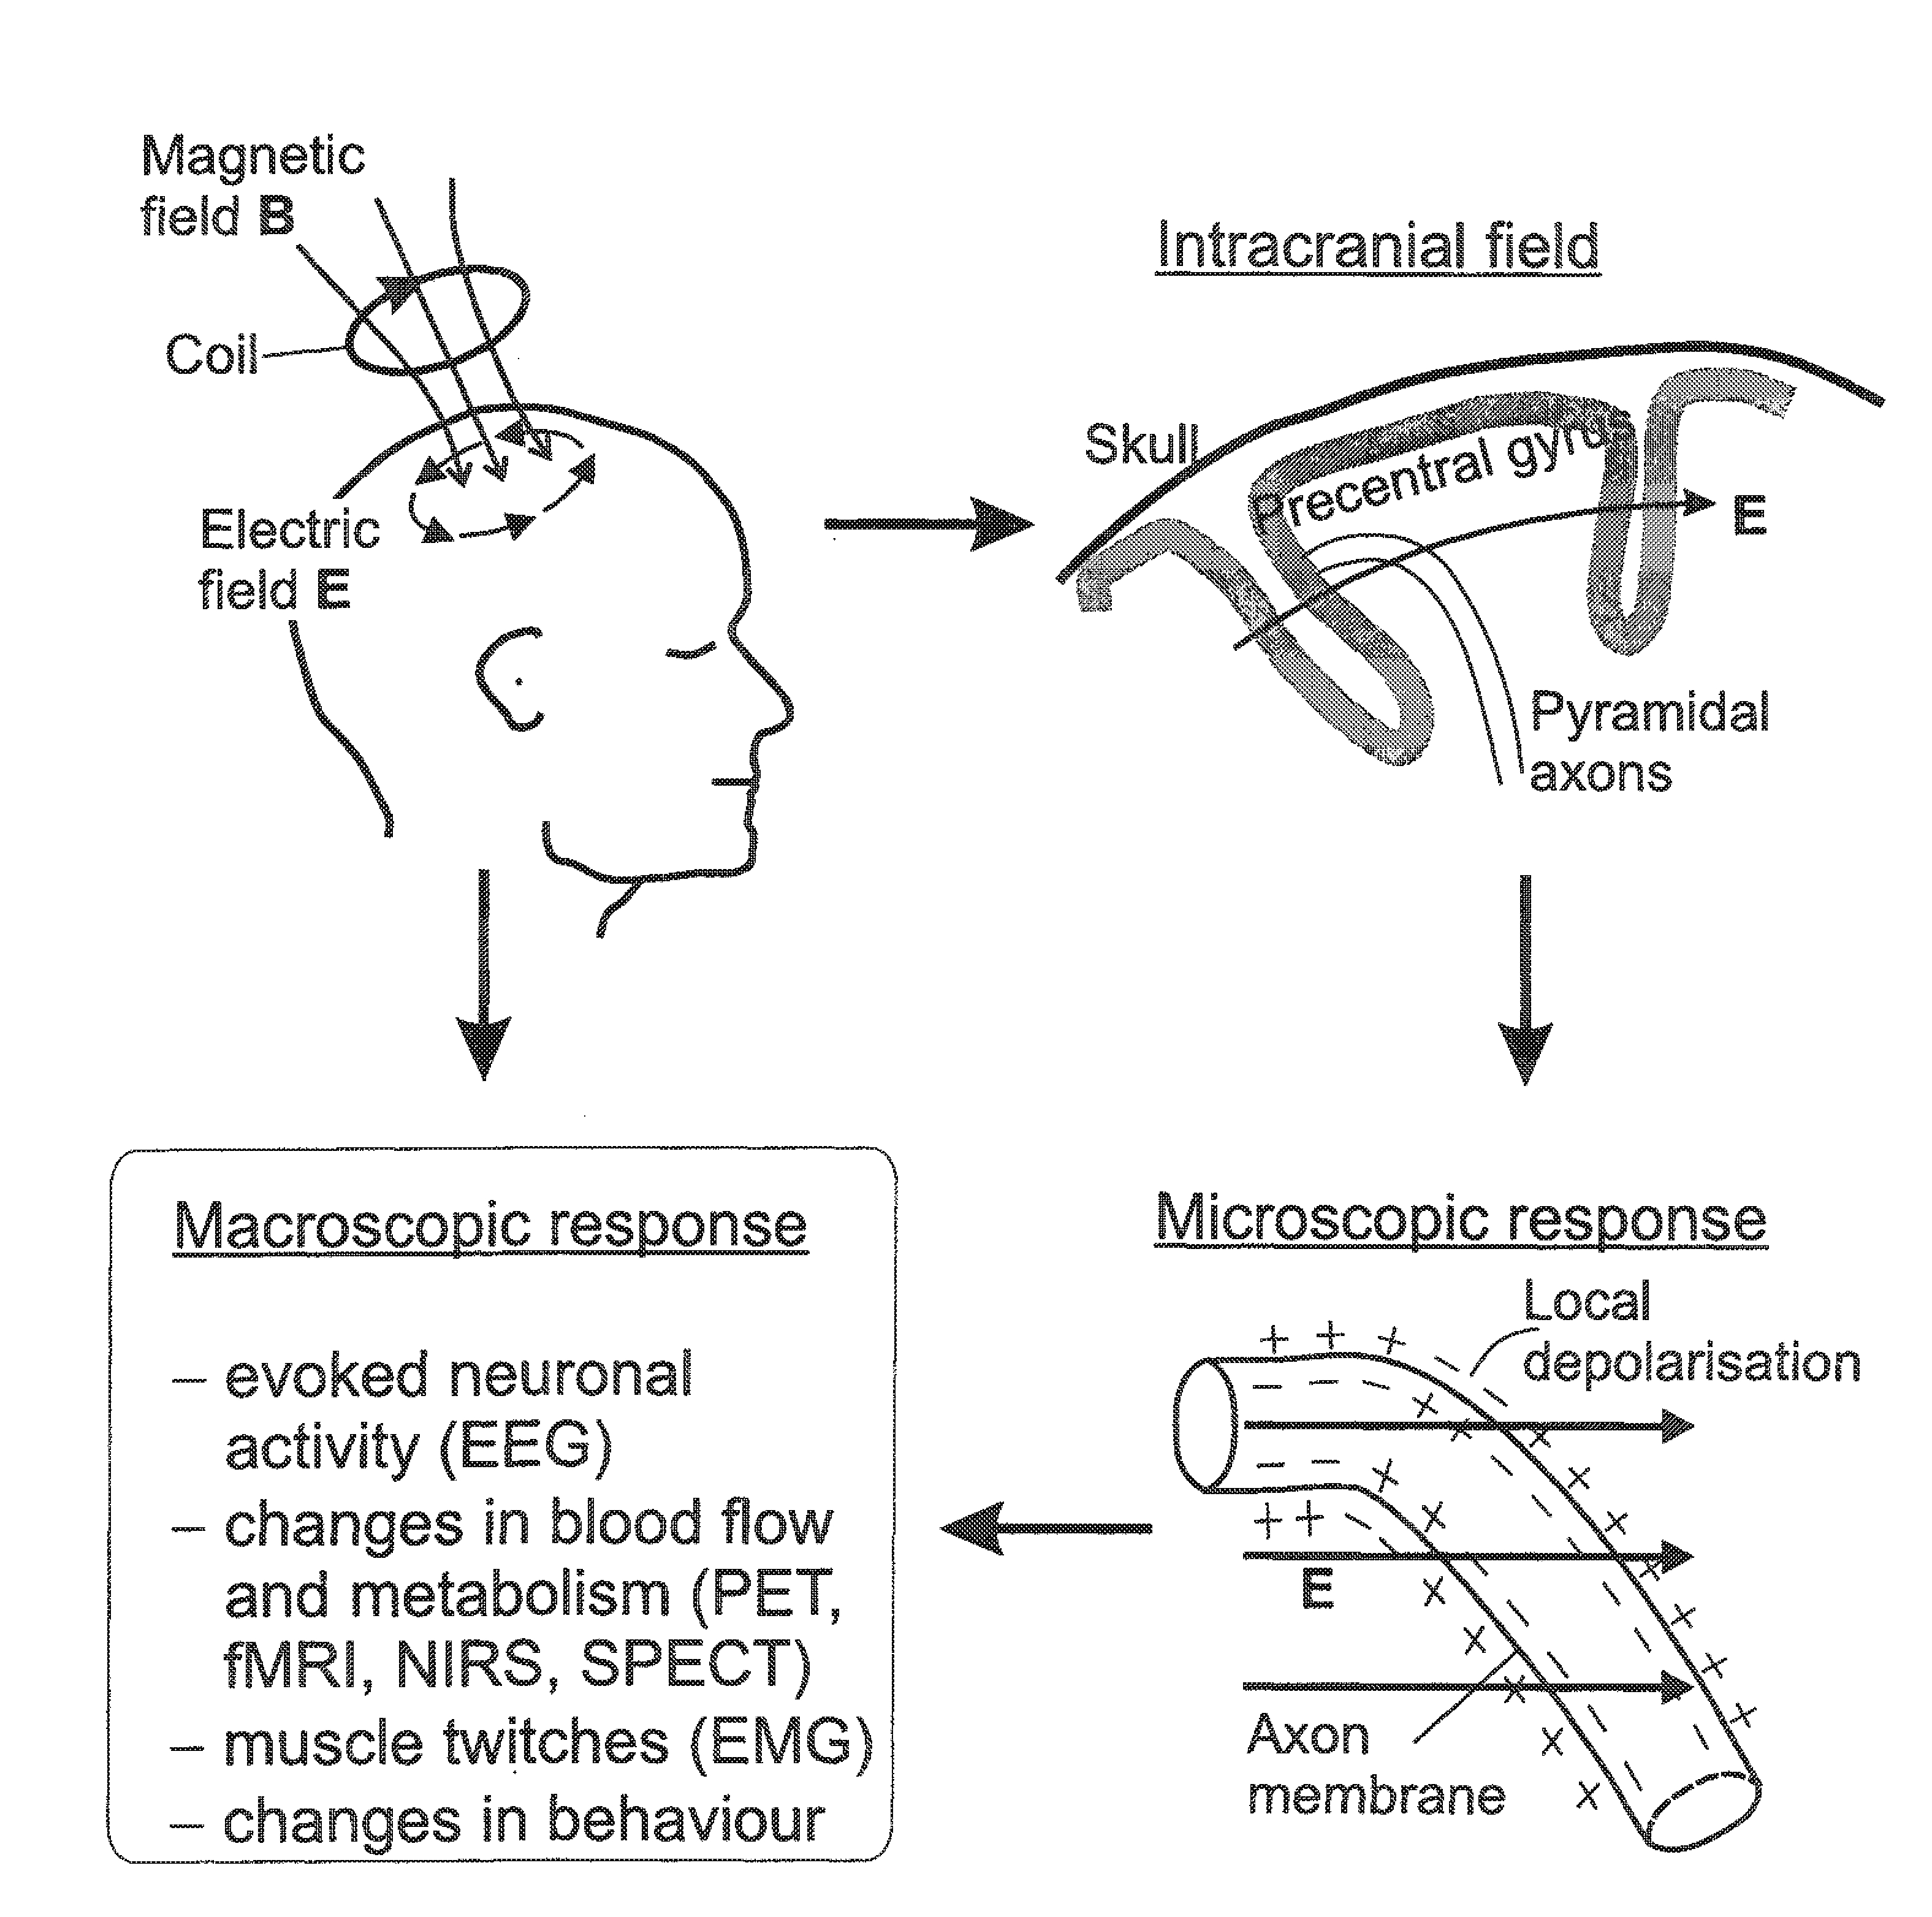 Magnetic
field B
Coil
Electric
field E
Intracranial field
Skull
Precentral gyrus
E
Pyramidal
axons
Macroscopic response
– evoked neuronal
activity (EEG)
– changes in blood flow
and metabolism (PET,
fMRI, NIRS, SPECT)
– muscle twitches (EMG)
– changes in behaviour
Microscopic response
Local
depolarisation
E
Axon
membrane